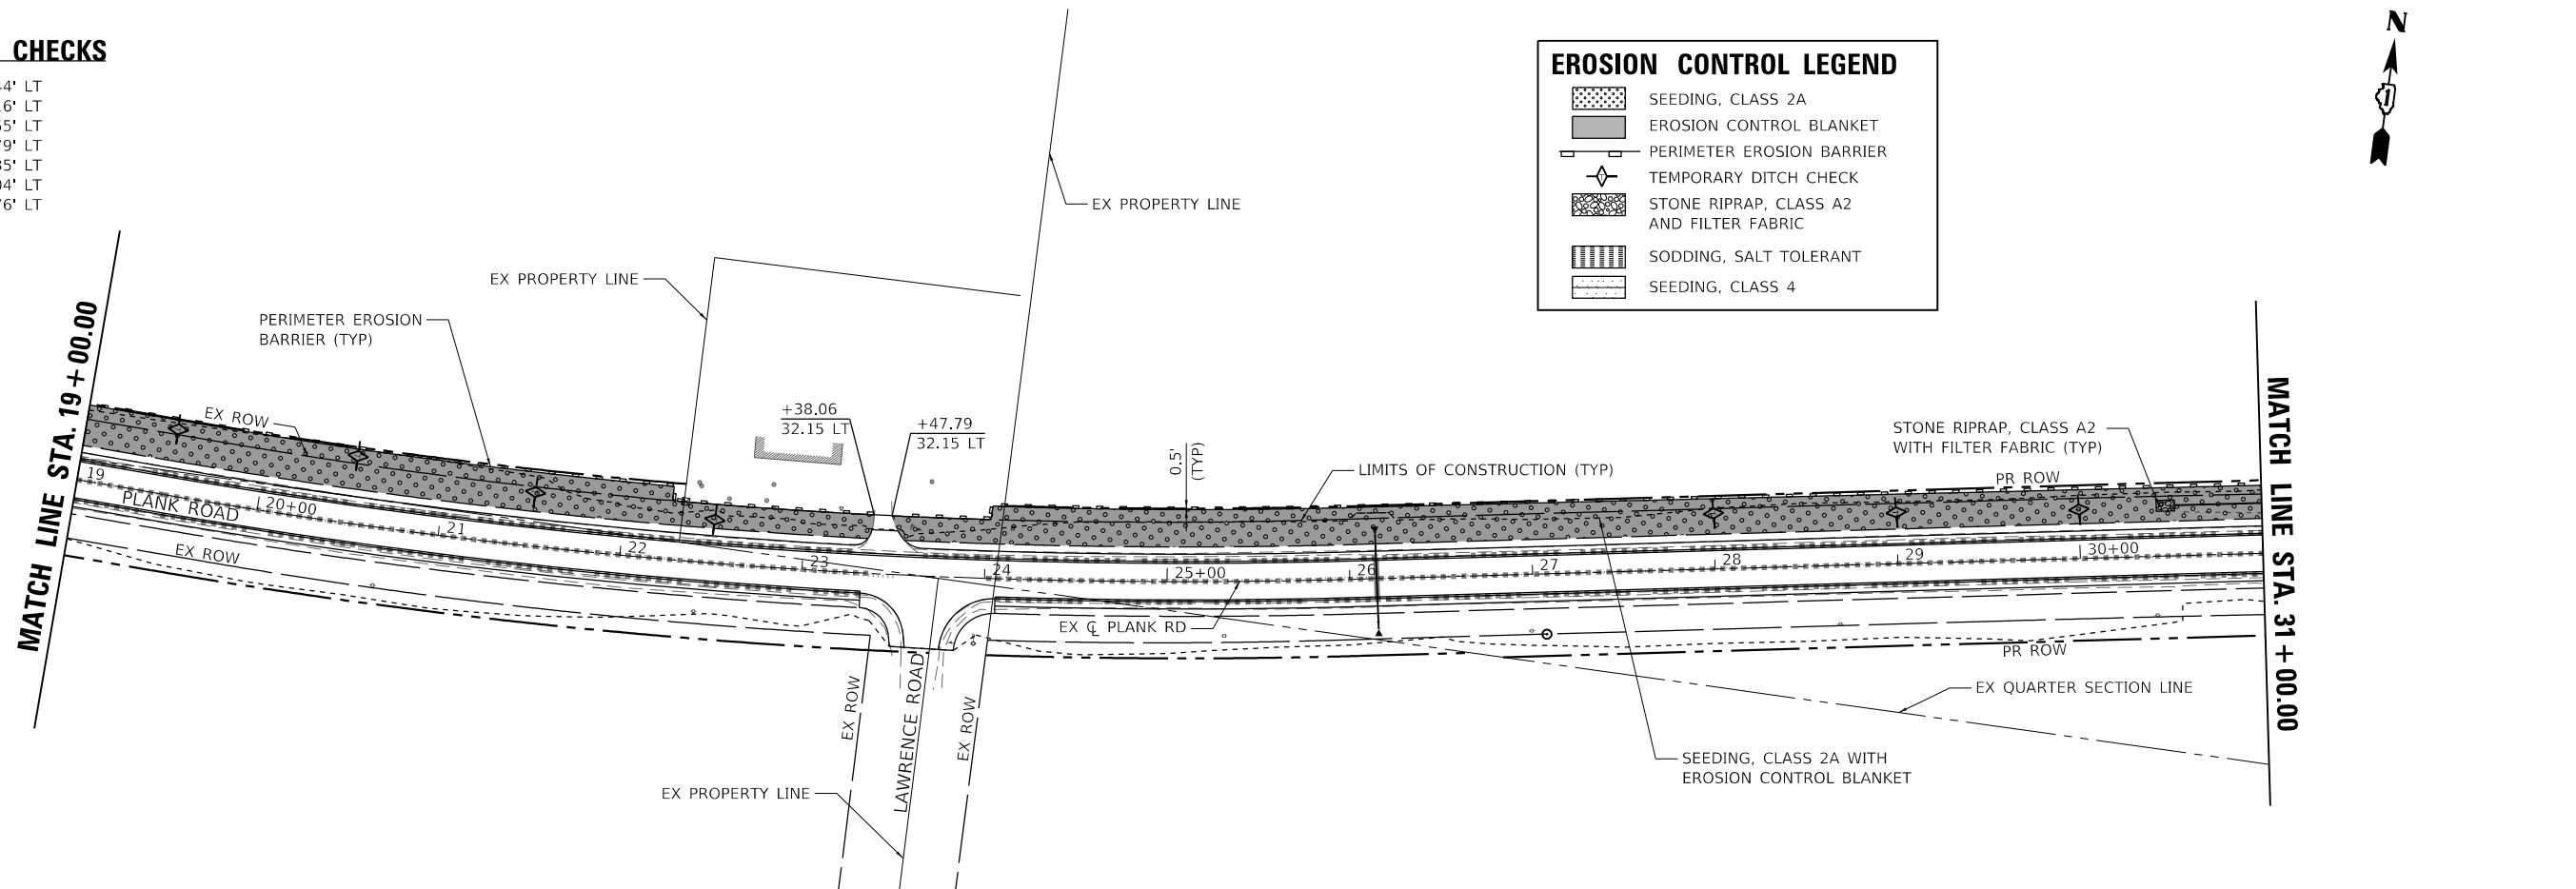 CHECKS
4' LT
6' LT
5' LT
9' LT
35' LT
04' LT
76' LT
N
1
EROSION CONTROL LEGEND
SEEDING, CLASS 2A
EROSION CONTROL BLANKET
PERIMETER EROSION BARRIER
TEMPORARY DITCH CHECK
STONE RIPRAP, CLASS A2
AND FILTER FABRIC
SODDING, SALT TOLERANT
SEEDING, CLASS 4
EX PROPERTY LINE
EX PROPERTY LINE
PERIMETER EROSION
BARRIER (TYP)
MATCH LINE STA. 19+00.00
EX ROW
+38.06
32.15 LT
+47.79
32.15 LT
0.5'
(TYP)
LIMITS OF CONSTRUCTION (TYP)
STONE RIPRAP, CLASS A2
WITH FILTER FABRIC (TYP)
PR ROW
MATCH LINE STA. 31+00.00
19
PLANK ROAD
20+00
21
22
23
24
25+00
26
27
28
29
30+00
EX ROW
EX ℄ PLANK RD
PR ROW
EX QUARTER SECTION LINE
EX ROW
LAWRENCE ROAD
EX ROW
SEEDING, CLASS 2A WITH
EROSION CONTROL BLANKET
EX PROPERTY LINE